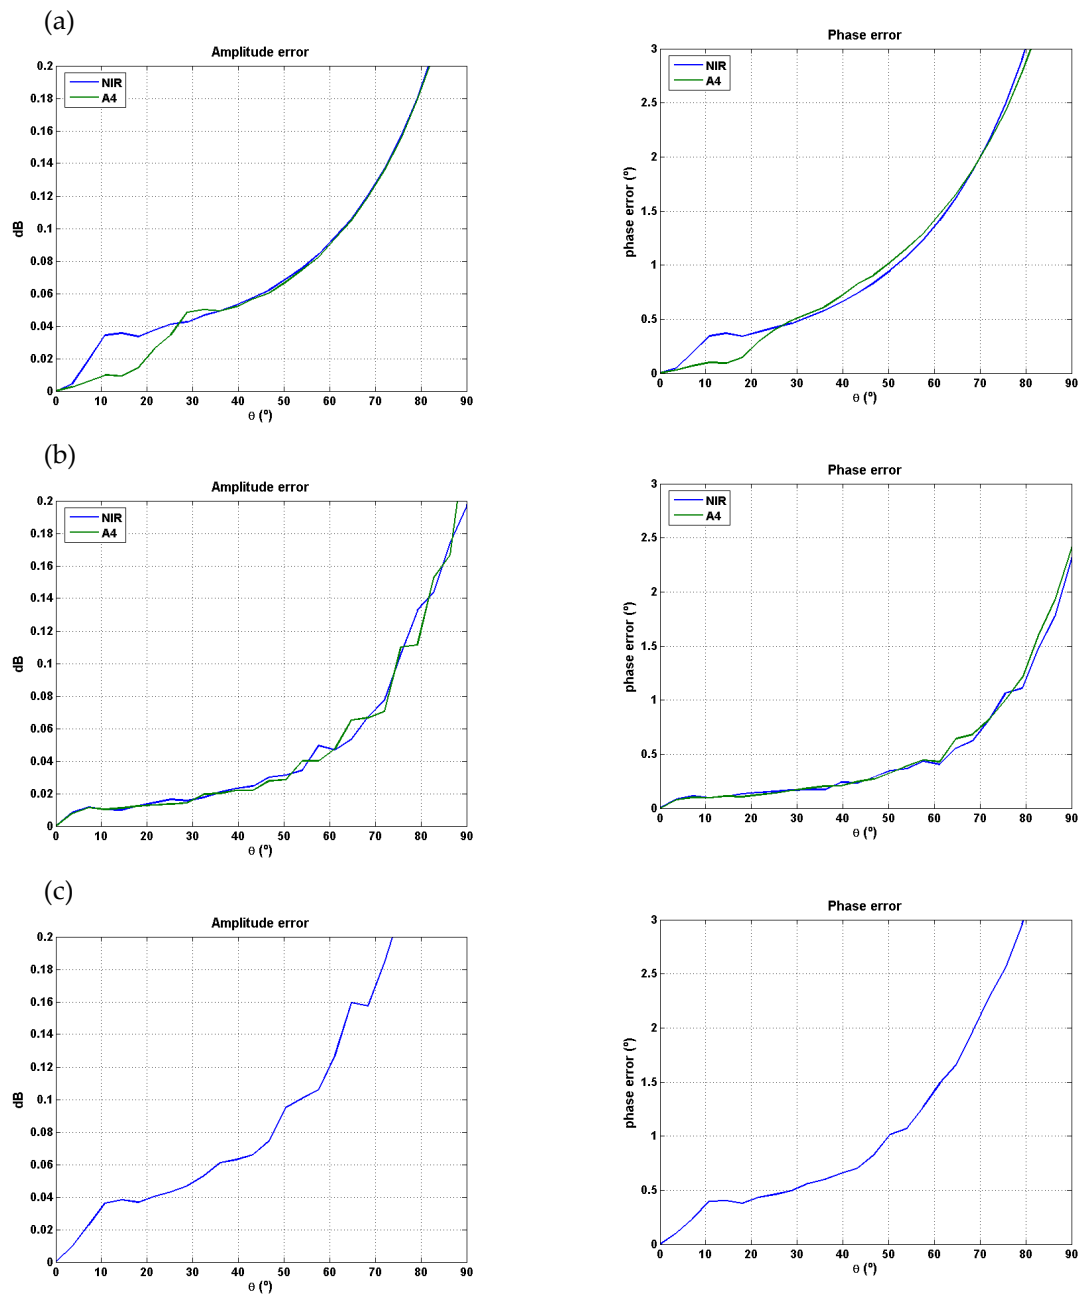 (a)
Amplitude error
0.2
0.18
0.16
0.14
0.12
0.1
0.08
0.06
0.04
0.02
0
dB
NIR
A4
0 10 20 30 40 50 60 70 80 90
θ (º)
Phase error
3
2.5
2
1.5
1
0.5
0
phase error (º)
NIR
A4
0 10 20 30 40 50 60 70 80 90
θ (º)
(b)
Amplitude error
0.2
0.18
0.16
0.14
0.12
0.1
0.08
0.06
0.04
0.02
0
dB
NIR
A4
0 10 20 30 40 50 60 70 80 90
θ (º)
Phase error
3
2.5
2
1.5
1
0.5
0
phase error (º)
NIR
A4
0 10 20 30 40 50 60 70 80 90
θ (º)
(c)
Amplitude error
0.2
0.18
0.16
0.14
0.12
0.1
0.08
0.06
0.04
0.02
0
dB
0 10 20 30 40 50 60 70 80 90
θ (º)
Phase error
3
2.5
2
1.5
1
0.5
0
phase error (º)
0 10 20 30 40 50 60 70 80 90
θ (º)